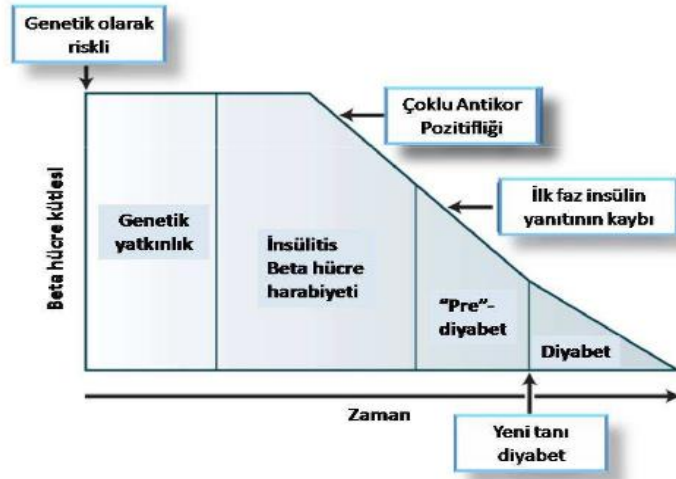 Genetik olarak
riskli
Çoklu Antikor
Pozitifliği
İlk faz insülin
yanıtının kaybı
Beta hücre kütlesi
Genetik
yatkınlık
İnsülitis
Beta hücre
harabiyeti
“Pre”-
diyabet
Diyabet
Zaman
Yeni tanı
diyabet